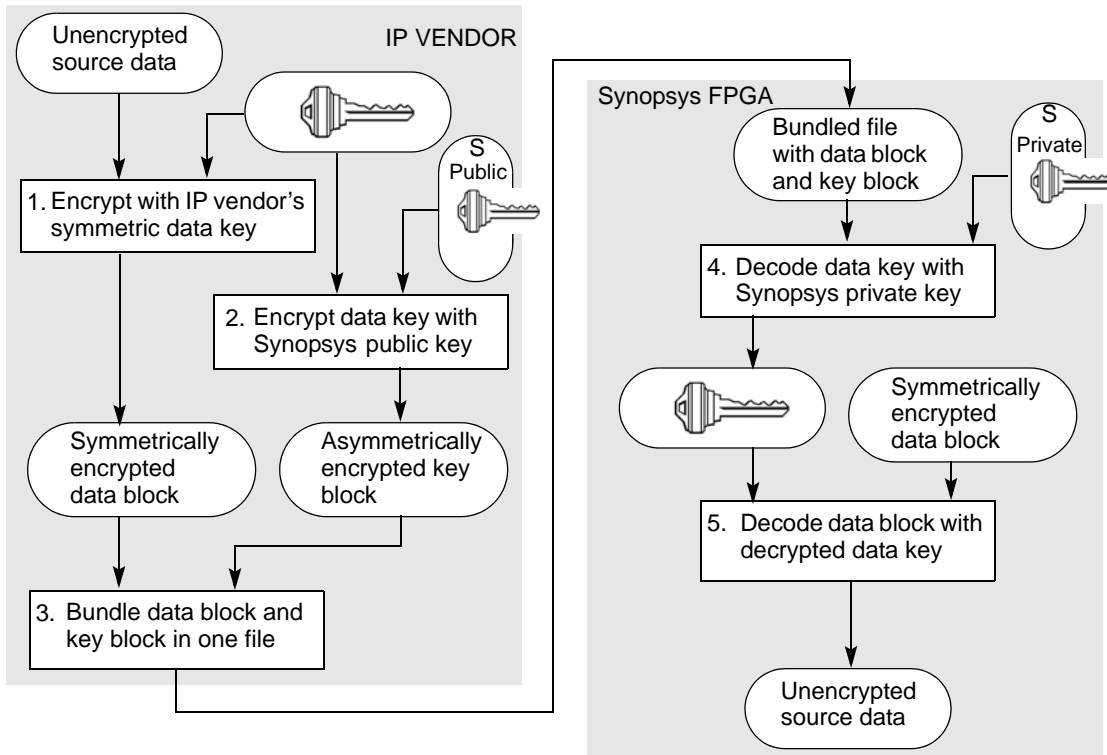 IP VENDOR
Unencrypted
source data
S
Public
1. Encrypt with IP vendor’s
symmetric data key
2. Encrypt data key with
Synopsys public key
Symmetrically
encrypted
data block
Asymmetrically
encrypted key
block
3. Bundle data block and
key block in one file
Synopsys FPGA
Bundled file
with data block
and key block
S
Private
4. Decode data key with
Synopsys private key
Symmetrically
encrypted
data block
5. Decode data block with
decrypted data key
Unencrypted
source data